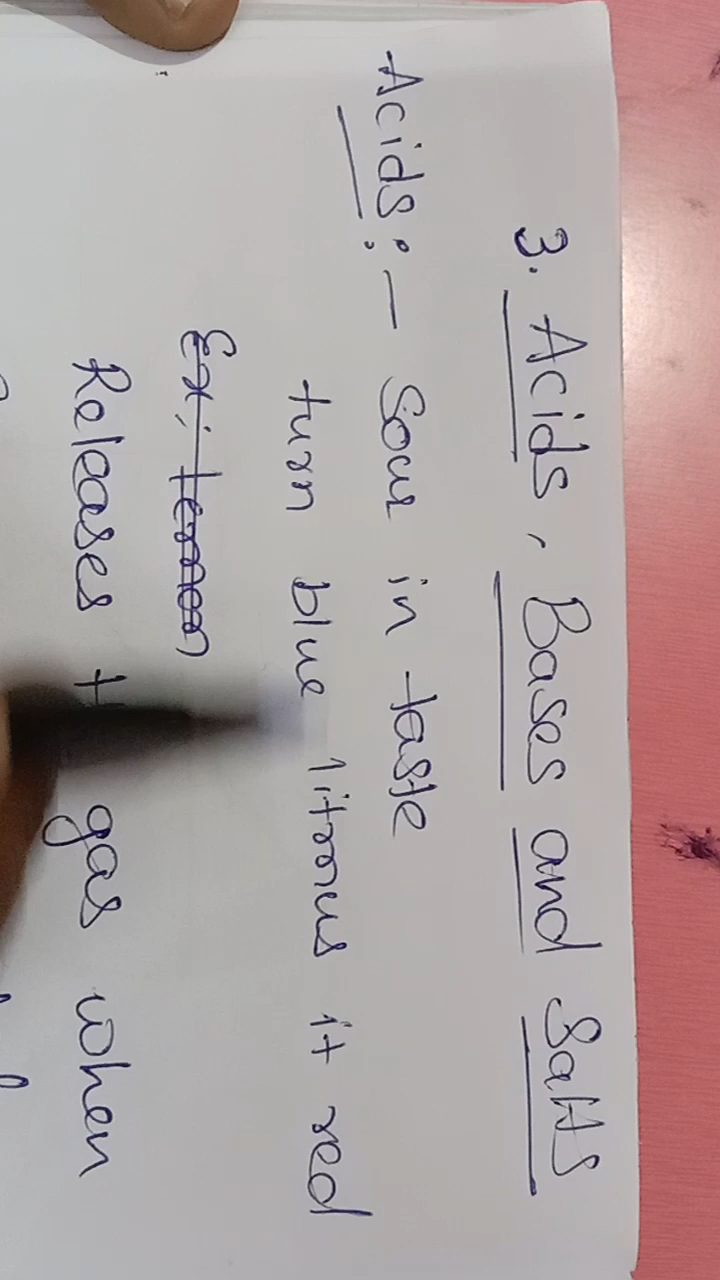 3. Acids, Bases and Salts
Acids:- Sour in taste
turn blue litmus it red
Ex: lemon
Releases gas when